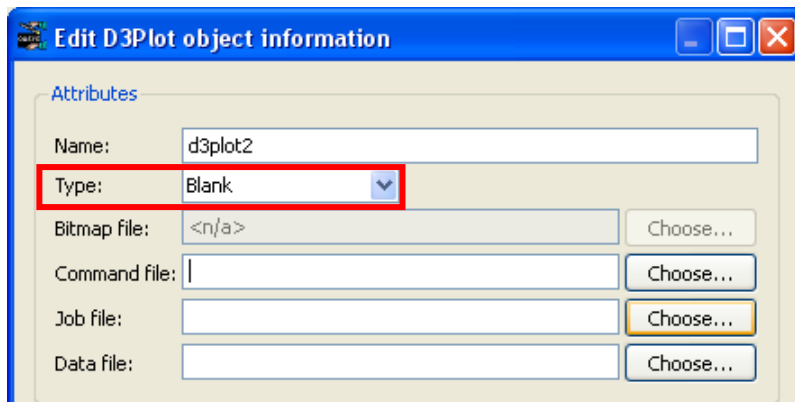 Edit D3Plot object information
Attributes
Name: d3plot2
Type: Blank
Bitmap file: <n/a> Choose...
Command file: Choose...
Job file: Choose...
Data file: Choose...